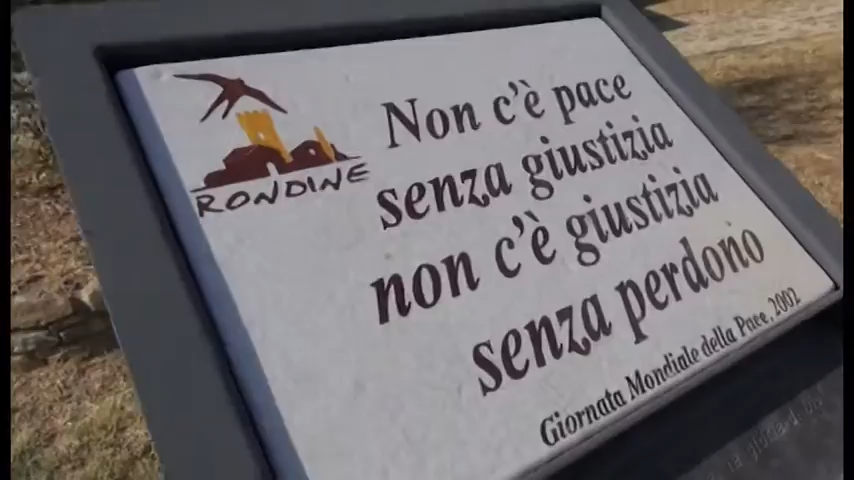 RONDINE
Non c'è pace
senza giustizia
non c'è giustizia
senza perdono
Giornata Mondiale della Pace, 2002